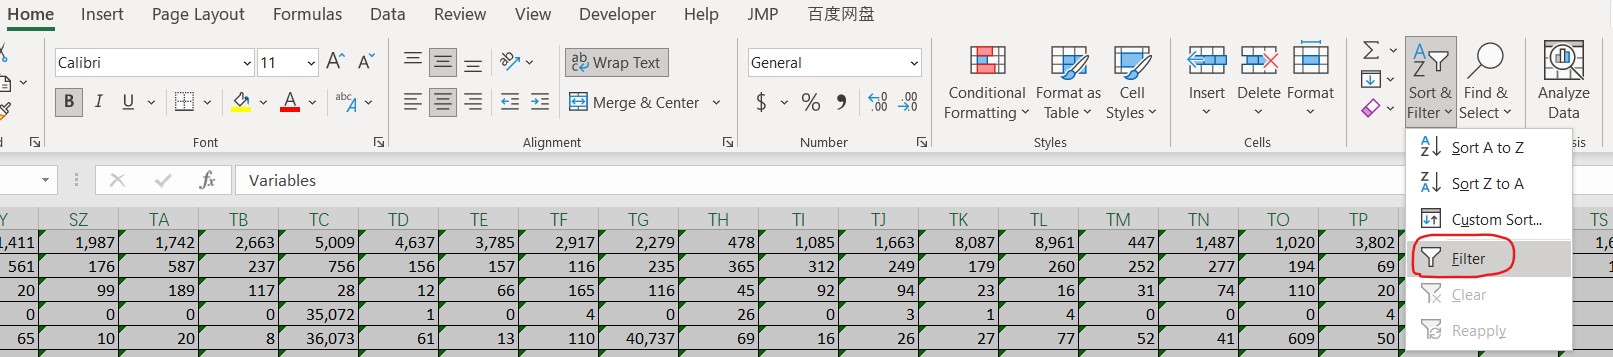 Home Insert Page Layout Formulas Data Review View Developer Help JMP 百度网盘
Calibri 11 A A Wrap Text General Σ A Z
B I U A abc A Merge & Center $ % 9 .00 .00 →.0
Conditional Formatting Format as Table Cell Styles Insert Delete Format Sort & Filter Find & Select Analyze Data
Font Alignment Number Styles Cells sis
Sort A to Z
Sort Z to A
Custom Sort...
Filter
Clear
Reapply
fx Variables
Y SZ TA TB TC TD TE TF TG TH TI TJ TK TL TM TN TO TP TS
1,411 1,987 1,742 2,663 5,009 4,637 3,785 2,917 2,279 478 1,085 1,663 8,087 8,961 447 1,487 1,020 3,802
561 176 587 237 756 156 157 116 235 365 312 249 179 260 252 277 194 69
20 99 189 117 28 12 66 165 116 45 92 94 23 16 31 74 110 20
0 0 0 0 35,072 1 0 4 0 26 0 3 1 4 0 0 0 4
65 10 20 8 36,073 61 13 110 40,737 69 16 26 27 77 52 41 609 50